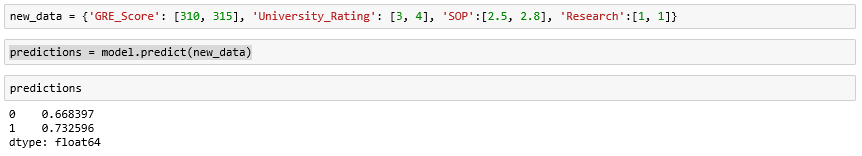 new_data = {'GRE_Score': [310, 315], 'University_Rating': [3, 4], 'SOP':[2.5, 2.8], 'Research':[1, 1]}
predictions = model.predict(new_data)
predictions
0    0.668397
1    0.732596
dtype: float64